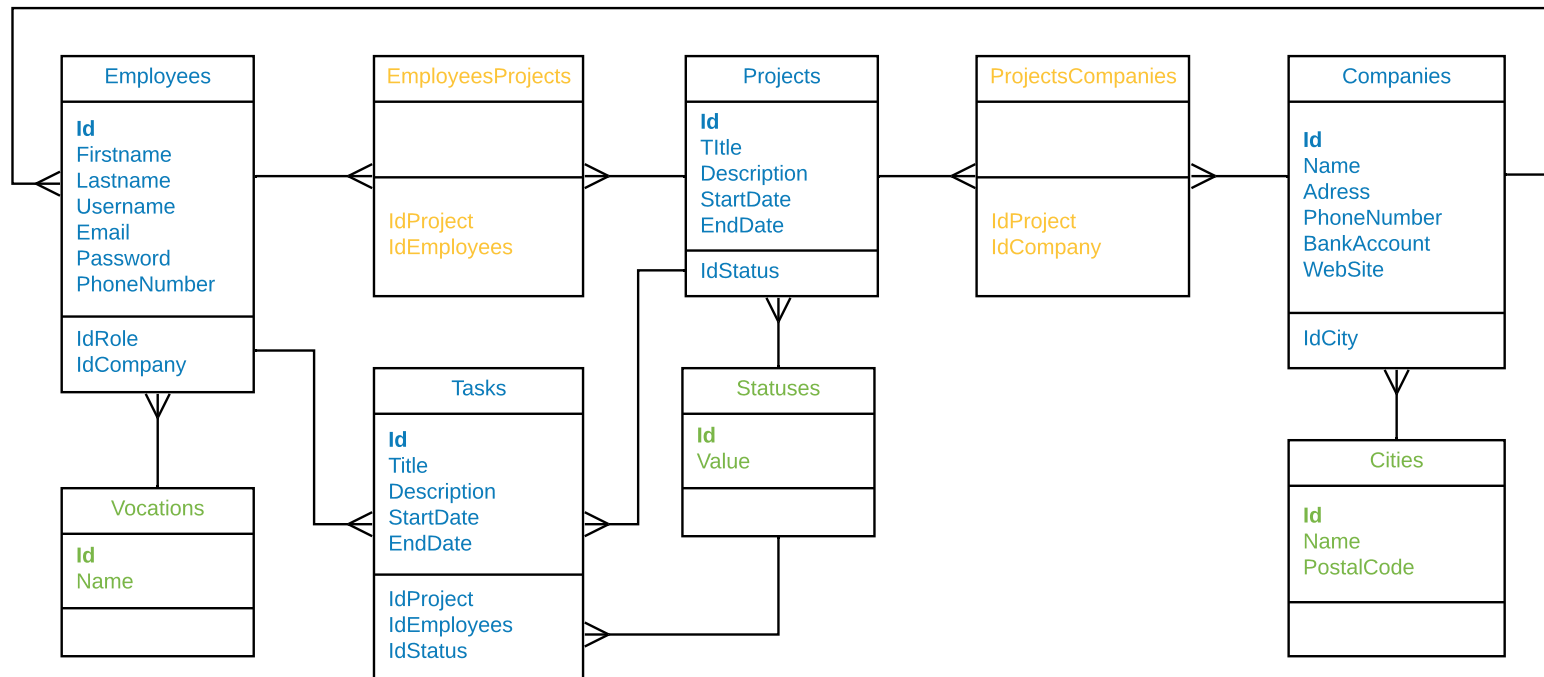 Employees
Id
Firstname
Lastname
Username
Email
Password
PhoneNumber
IdRole
IdCompany
EmployeesProjects
IdProject
IdEmployees
Projects
Id
TItle
Description
StartDate
EndDate
IdStatus
ProjectsCompanies
IdProject
IdCompany
Companies
Id
Name
Adress
PhoneNumber
BankAccount
WebSite
IdCity
Vocations
Id
Name
Tasks
Id
Title
Description
StartDate
EndDate
IdProject
IdEmployees
IdStatus
Statuses
Id
Value
Cities
Id
Name
PostalCode